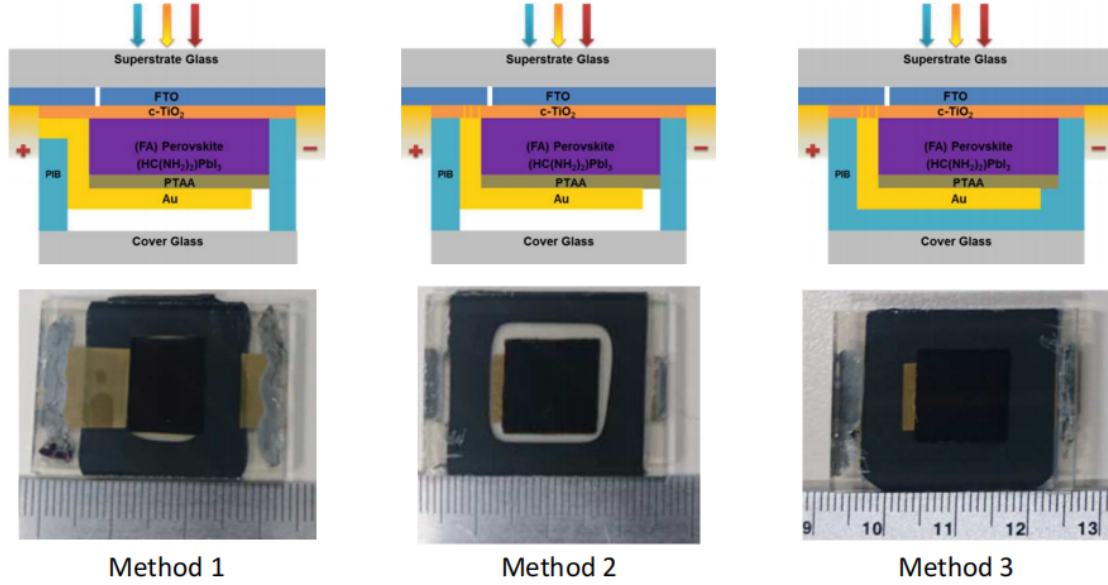 Superstrate Glass
FTO
c-TiO₂
(FA) Perovskite
(HC(NH₂)₂)PbI₃
PTAA
Au
PIB
+
−
Cover Glass
Superstrate Glass
FTO
c-TiO₂
(FA) Perovskite
(HC(NH₂)₂)PbI₃
PTAA
Au
PIB
+
−
Cover Glass
Superstrate Glass
FTO
c-TiO₂
(FA) Perovskite
(HC(NH₂)₂)PbI₃
PTAA
Au
PIB
+
−
Cover Glass
9 10 11 12 13
Method 1
Method 2
Method 3